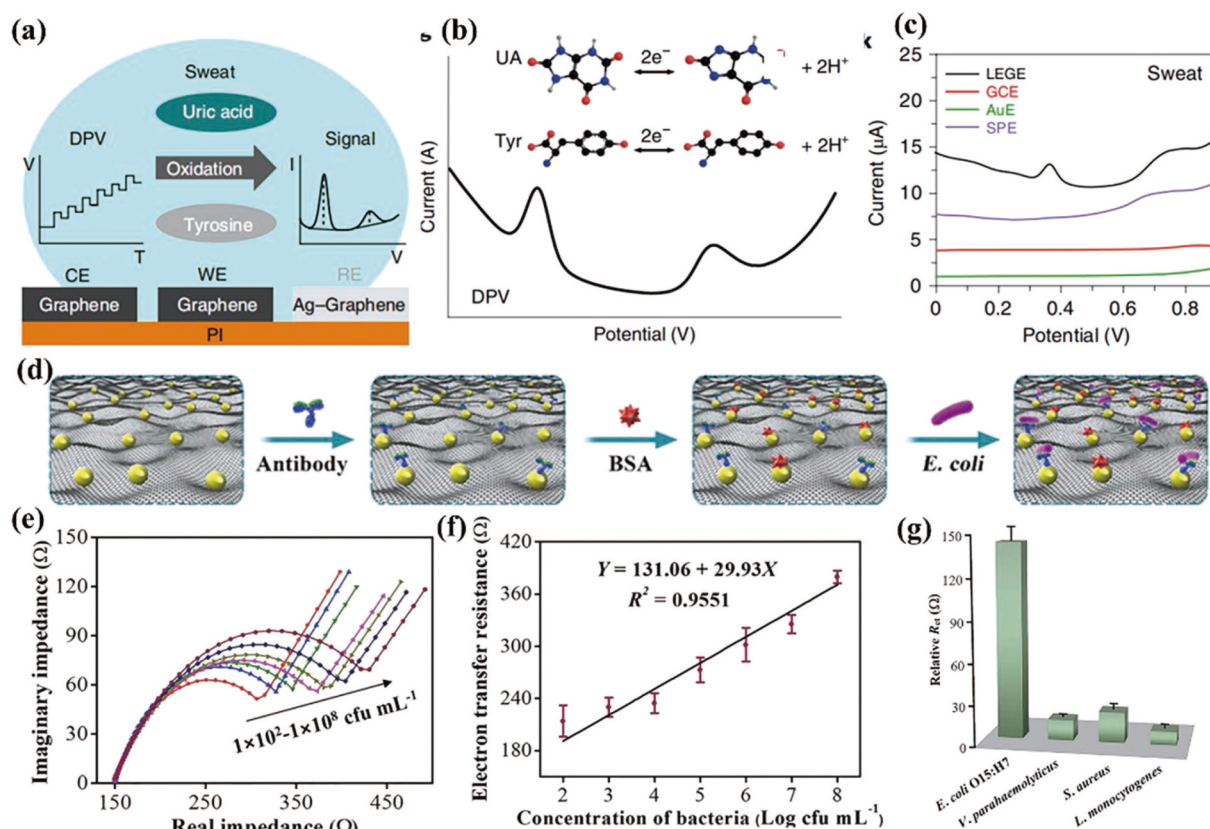 (a)
Sweat
Uric acid
DPV
Signal
V
Oxidation
I
Tyrosine
T
V
CE
WE
RE
Graphene
Graphene
Ag–Graphene
PI
(b)
UA
2e⁻
+ 2H⁺
Tyr
2e⁻
+ 2H⁺
Current (A)
DPV
Potential (V)
(c)
25
20
15
10
5
0
Current (µA)
LEGE
GCE
AuE
SPE
Sweat
0
0.2
0.4
0.6
0.8
Potential (V)
(d)
Antibody
BSA
E. coli
(e)
150
120
90
60
30
0
Imaginary impedance (Ω)
1×10²-1×10⁸ cfu mL⁻¹
150
250
350
450
Real impedance (Ω)
(f)
420
360
300
240
180
Electron transfer resistance (Ω)
Y = 131.06 + 29.93X
R² = 0.9551
2
3
4
5
6
7
8
Concentration of bacteria (Log cfu mL⁻¹)
(g)
150
120
150
90
30
0
Relative Rct (Ω)
E. coli O15:H7
V. parahaemolyticus
S. aureus
L. monocytogenes